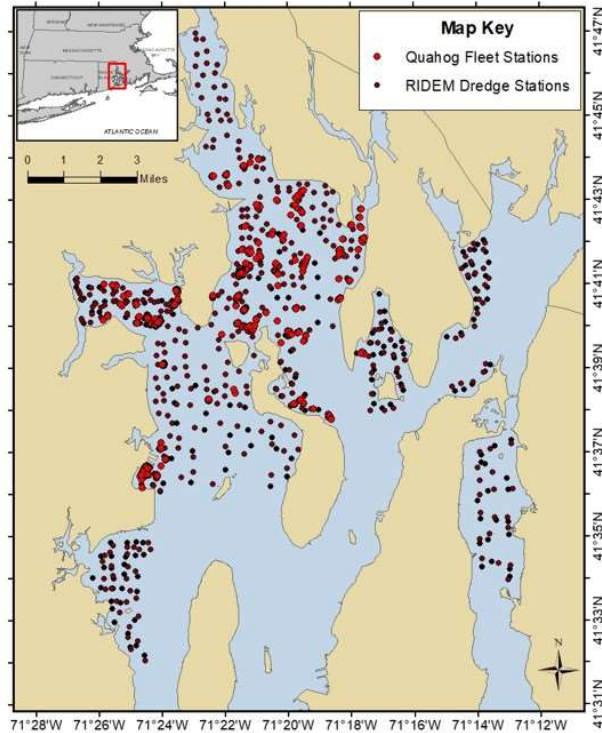 Map Key
Quahog Fleet Stations
RIDEM Dredge Stations
MASSACHUSETTS
CONNECTICUT
ATLANTIC OCEAN
0 1 2 3
Miles
N
41°47'N
41°45'N
41°43'N
41°41'N
41°39'N
41°37'N
41°35'N
41°33'N
41°31'N
71°28'W 71°26'W 71°24'W 71°22'W 71°20'W 71°18'W 71°16'W 71°14'W 71°12'W